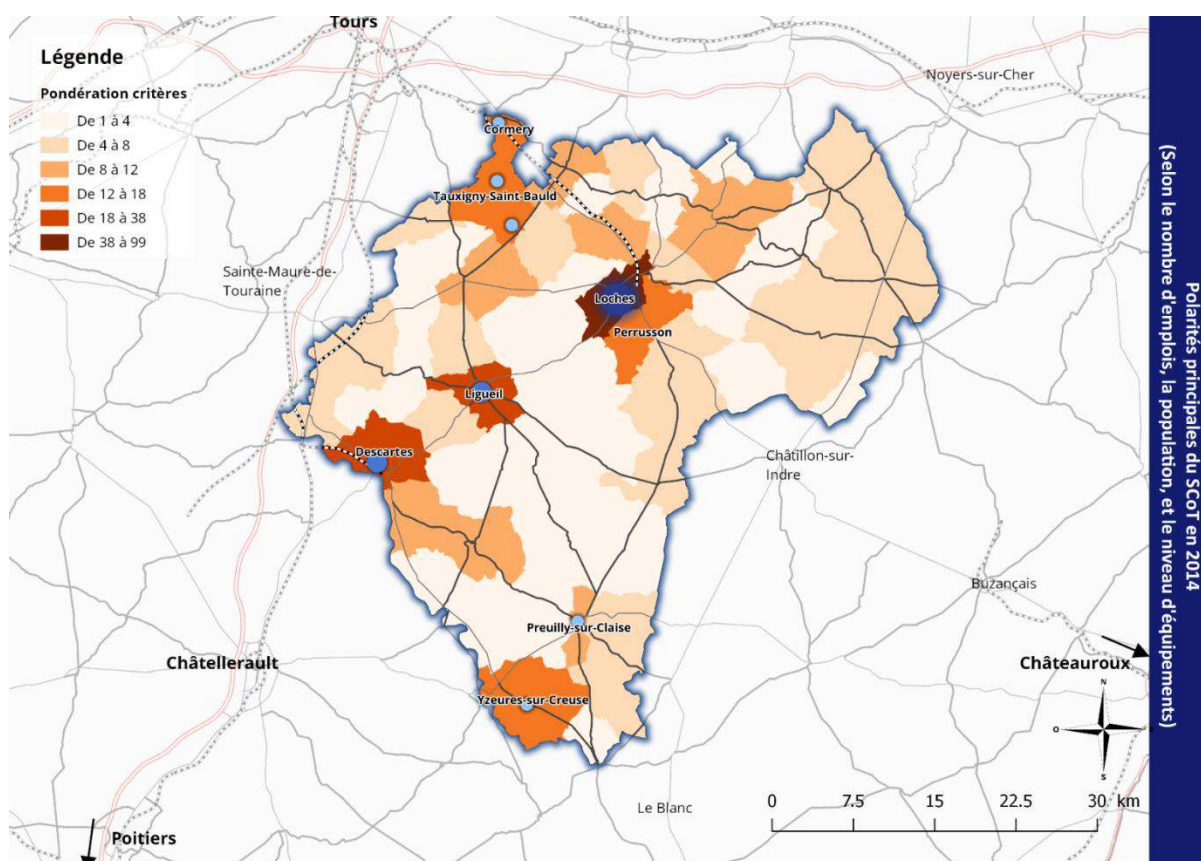 Tours
Légende
Pondération critères
De 1 à 4
De 4 à 8
De 8 à 12
De 12 à 18
De 18 à 38
De 38 à 99
Noyers-sur-Cher
Cormery
Tauxigny-Saint-Bauld
Sainte-Maure-de-
Touraine
Loches
Perrusson
Ligueil
Descartes
Châtillon-sur-
Indre
Buzançais
Preuilly-sur-Claise
Châtellerault
Châteauroux
Yzeures-sur-Creuse
N
O
E
S
Le Blanc
0 7.5 15 22.5 30 km
Poitiers
Polarités principales du SCoT en 2014
(Selon le nombre d'emplois, la population, et le niveau d'équipements)